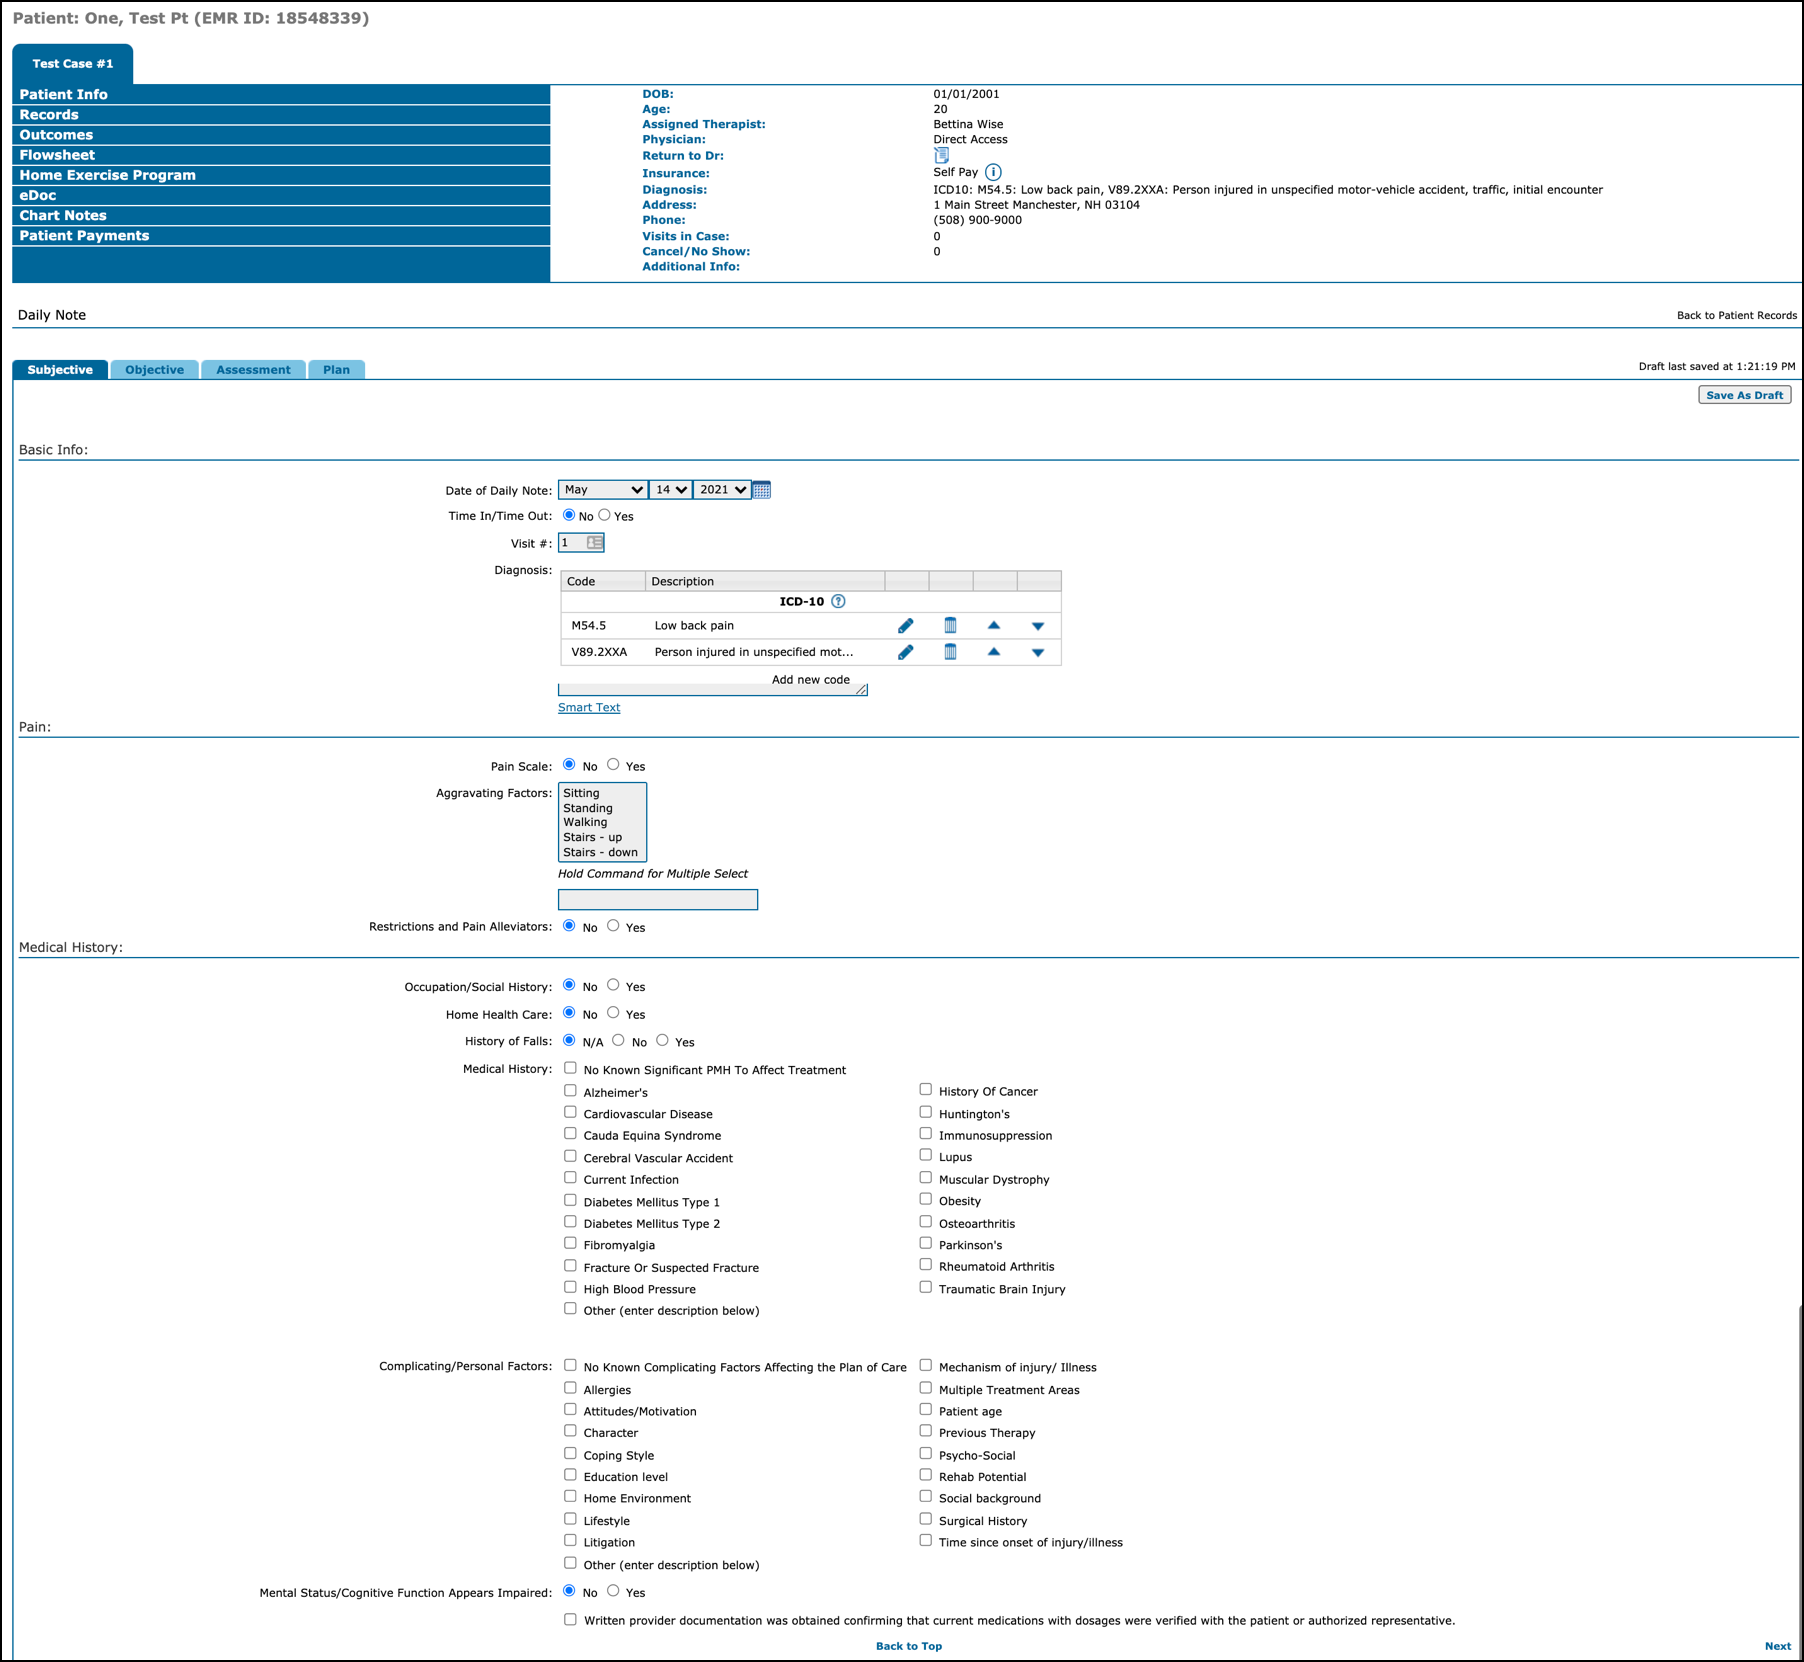 Patient: One, Test Pt (EMR ID: 18548339)
Test Case #1
Patient Info
Records
Outcomes
Flowsheet
Home Exercise Program
eDoc
Chart Notes
Patient Payments
DOB: 01/01/2001
Age: 20
Assigned Therapist: Bettina Wise
Physician: Direct Access
Return to Dr:
Insurance: Self Pay i
Diagnosis: ICD10: M54.5: Low back pain, V89.2XXA: Person injured in unspecified motor-vehicle accident, traffic, initial encounter
Address: 1 Main Street Manchester, NH 03104
Phone: (508) 900-9000
Visits in Case: 0
Cancel/No Show: 0
Additional Info:
Daily Note Back to Patient Records
Subjective Objective Assessment Plan Draft last saved at 1:21:19 PM
Save As Draft
Basic Info:
Date of Daily Note: May 14 2021
Time In/Time Out: No Yes
Visit #: 1
Diagnosis:
Code Description
ICD-10 ?
M54.5 Low back pain
V89.2XXA Person injured in unspecified mot...
Add new code
Smart Text
Pain:
Pain Scale: No Yes
Aggravating Factors: Sitting
Standing
Walking
Stairs - up
Stairs - down
Hold Command for Multiple Select
Restrictions and Pain Alleviators: No Yes
Medical History:
Occupation/Social History: No Yes
Home Health Care: No Yes
History of Falls: N/A No Yes
Medical History: No Known Significant PMH To Affect Treatment
Alzheimer's History Of Cancer
Cardiovascular Disease Huntington's
Cauda Equina Syndrome Immunosuppression
Cerebral Vascular Accident Lupus
Current Infection Muscular Dystrophy
Diabetes Mellitus Type 1 Obesity
Diabetes Mellitus Type 2 Osteoarthritis
Fibromyalgia Parkinson's
Fracture Or Suspected Fracture Rheumatoid Arthritis
High Blood Pressure Traumatic Brain Injury
Other (enter description below)
Complicating/Personal Factors: No Known Complicating Factors Affecting the Plan of Care Mechanism of injury/ Illness
Allergies Multiple Treatment Areas
Attitudes/Motivation Patient age
Character Previous Therapy
Coping Style Psycho-Social
Education level Rehab Potential
Home Environment Social background
Lifestyle Surgical History
Litigation Time since onset of injury/illness
Other (enter description below)
Mental Status/Cognitive Function Appears Impaired: No Yes
Written provider documentation was obtained confirming that current medications with dosages were verified with the patient or authorized representative.
Back to Top Next